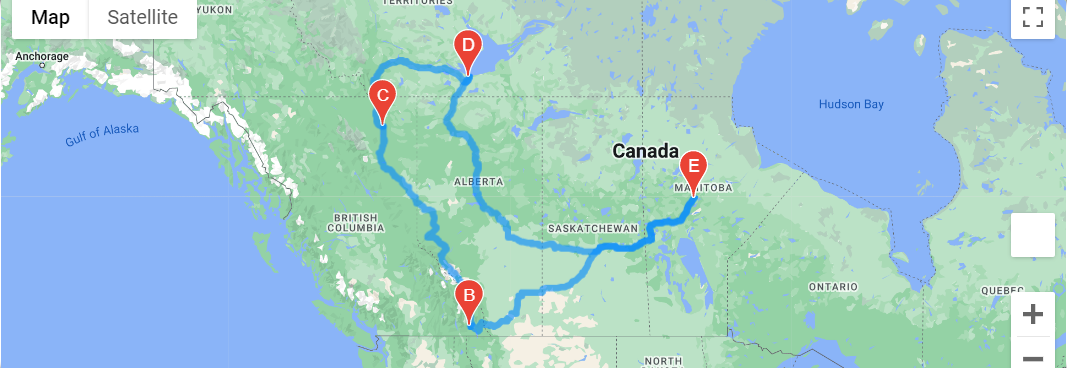 YUKON
TERRITORIES
Map
Satellite
D
Anchorage
C
Hudson Bay
Gulf of Alaska
Canada
E
ALBERTA
MANITOBA
BRITISH
COLUMBIA
SASKATCHEWAN
B
ONTARIO
QUEBEC
NORTH